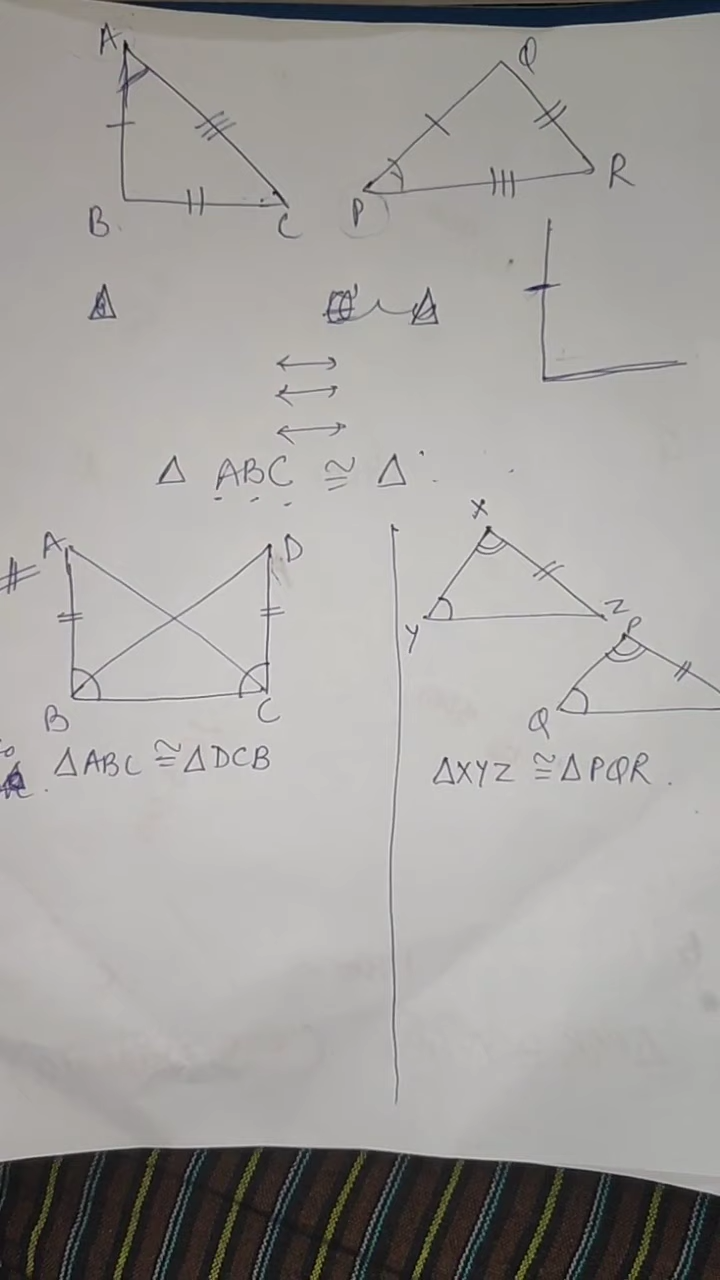 A
Q
B
C
P
R
Δ ABC ≅ Δ
A
D
B
C
ΔABC ≅ ΔDCB
X
Y
Z
P
Q
ΔXYZ ≅ ΔPQR.